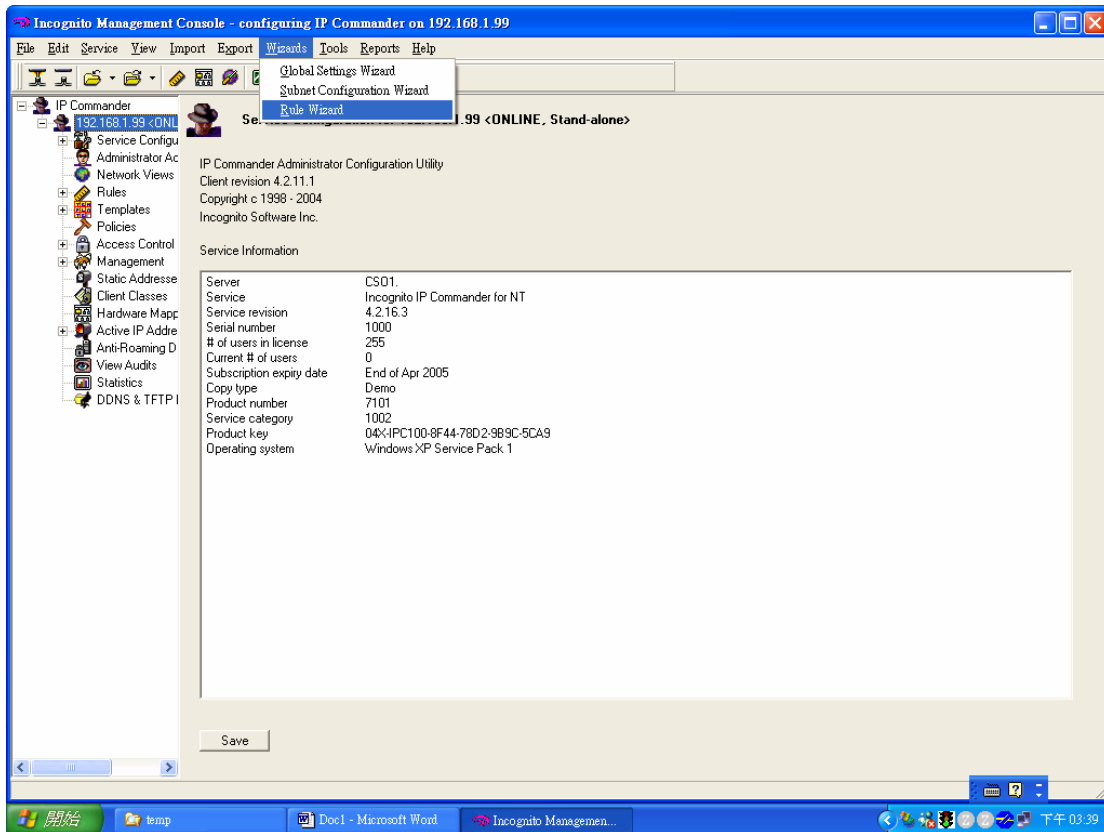 Incognito Management Console - configuring IP Commander on 192.168.1.99
File Edit Service View Import Export Wizards Tools Reports Help
Global Settings Wizard
Subnet Configuration Wizard
Rule Wizard
IP Commander
192.168.1.99 <ONL
Service Configu
Administrator Ac
Network Views
Rules
Templates
Policies
Access Control
Management
Static Addresse
Client Classes
Hardware Mapp
Active IP Addre
Anti-Roaming D
View Audits
Statistics
DDNS & TFTP
.99 <ONLINE, Stand-alone>
IP Commander Administrator Configuration Utility
Client revision 4.2.11.1
Copyright c 1998 - 2004
Incognito Software Inc.
Service Information
Server CSO1.
Service Incognito IP Commander for NT
Service revision 4.2.16.3
Serial number 1000
# of users in license 255
Current # of users 0
Subscription expiry date End of Apr 2005
Copy type Demo
Product number 7101
Service category 1002
Product key 04X-IPC100-8F44-78D2-9B9C-5CA9
Operating system Windows XP Service Pack 1
Save
開始 temp Doc1 - Microsoft Word Incognito Managemen... 下午 03:39